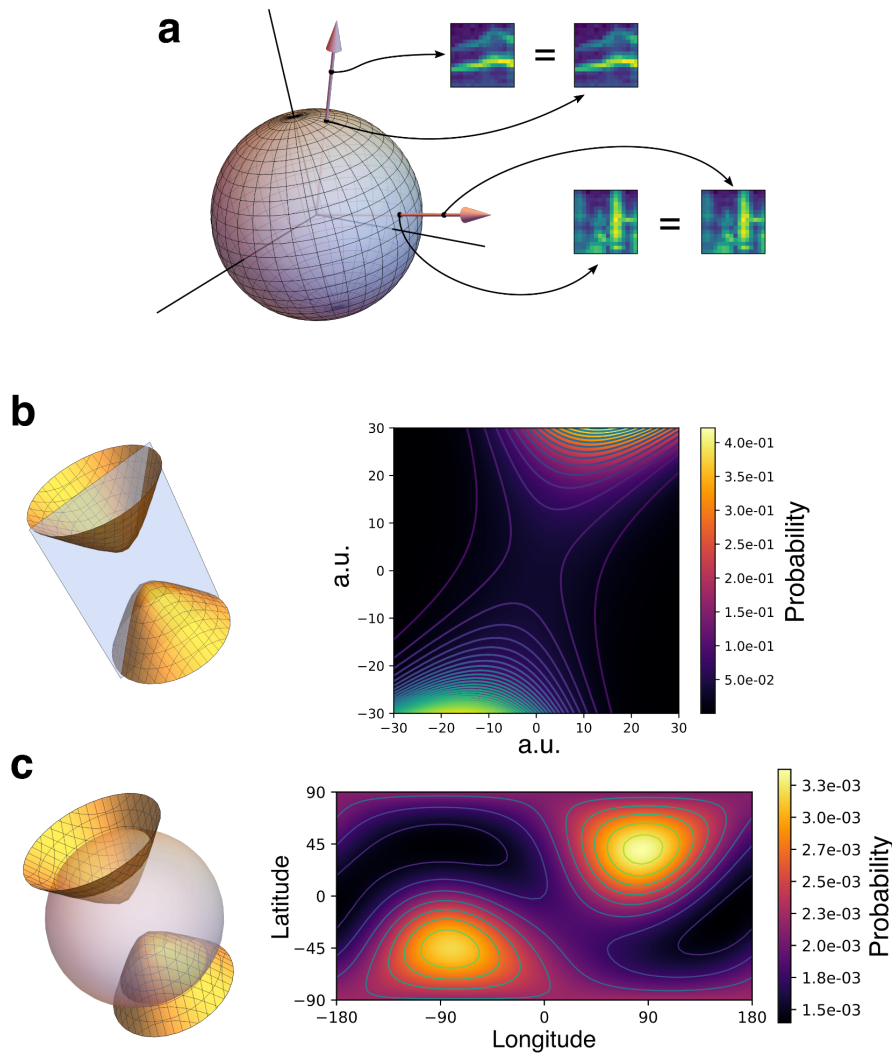 a
=
=
b
30
20
10
0
−10
−20
−30
a.u.
−30 −20 −10 0 10 20 30
a.u.
4.0e-01
3.5e-01
3.0e-01
2.5e-01
2.0e-01
1.5e-01
1.0e-01
5.0e-02
Probability
c
90
45
0
−45
−90
Latitude
−180 −90 0 90 180
Longitude
3.3e-03
3.0e-03
2.7e-03
2.5e-03
2.3e-03
2.0e-03
1.8e-03
1.5e-03
Probability